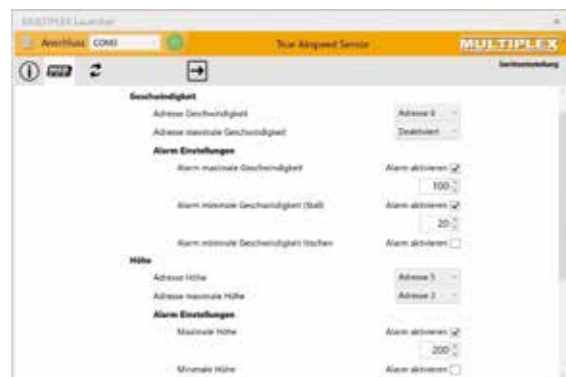 MULTIPLEX Launcher
Anschluss COM3 True Airspeed Sensor MULTIPLEX
Geräteeinstellung
Geschwindigkeit
Adresse Geschwindigkeit Adresse 6
Adresse maximale Geschwindigkeit Deaktiviert
Alarm Einstellungen
Alarm maximale Geschwindigkeit Alarm aktivieren
100
Alarm minimale Geschwindigkeit (Stall) Alarm aktivieren
20
Alarm minimale Geschwindigkeit löschen Alarm aktivieren
Höhe
Adresse Höhe Adresse 5
Adresse maximale Höhe Adresse
Alarm Einstellungen
Maximale Höhe Alarm aktivieren
200
Minimale Höhe Alarm aktivieren